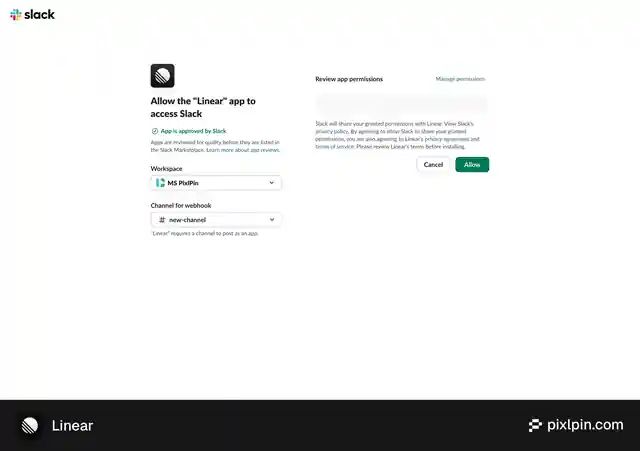 slack
Allow the "Linear" app to
access Slack
App is approved by Slack
Apps are reviewed for quality before they are listed in
the Slack Marketplace. Learn more about app reviews.
Workspace
MS PixlPin
Channel for webhook
# new-channel
"Linear" requires a channel to post as an app.
Review app permissions
Manage permissions
Slack will share your granted permissions with Linear. View Slack's
privacy policy. By agreeing to allow Slack to share your granted
permission, you are also agreeing to Linear's privacy agreement and
terms of service. Please review Linear's terms before installing.
Cancel
Allow
Linear
pixlpin.com